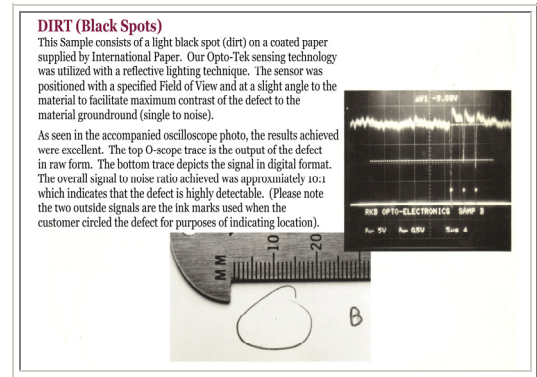 DIRT (Black Spots)
This Sample consists of a light black spot (dirt) on a coated paper
supplied by International Paper.  Our Opto-Tek sensing technology
was utilized with a reflective lighting technique.  The sensor was
positioned with a specified Field of View and at a slight angle to the
material to facilitate maximum contrast of the defect to the
material groundround (single to noise).
As seen in the accompanied oscilloscope photo, the results achieved
were excellent.  The top O-scope trace is the output of the defect
in raw form.  The bottom trace depicts the signal in digital format.
The overall signal to noise ratio achieved was approxmiately 10:1
which indicates that the defect is highly detectable.  (Please note
the two outside signals are the ink marks used when the
customer circled the defect for purposes of indicating location).
RKB OPTO-ELECTRONICS SAMP B
5V
4
MM
10
20
B